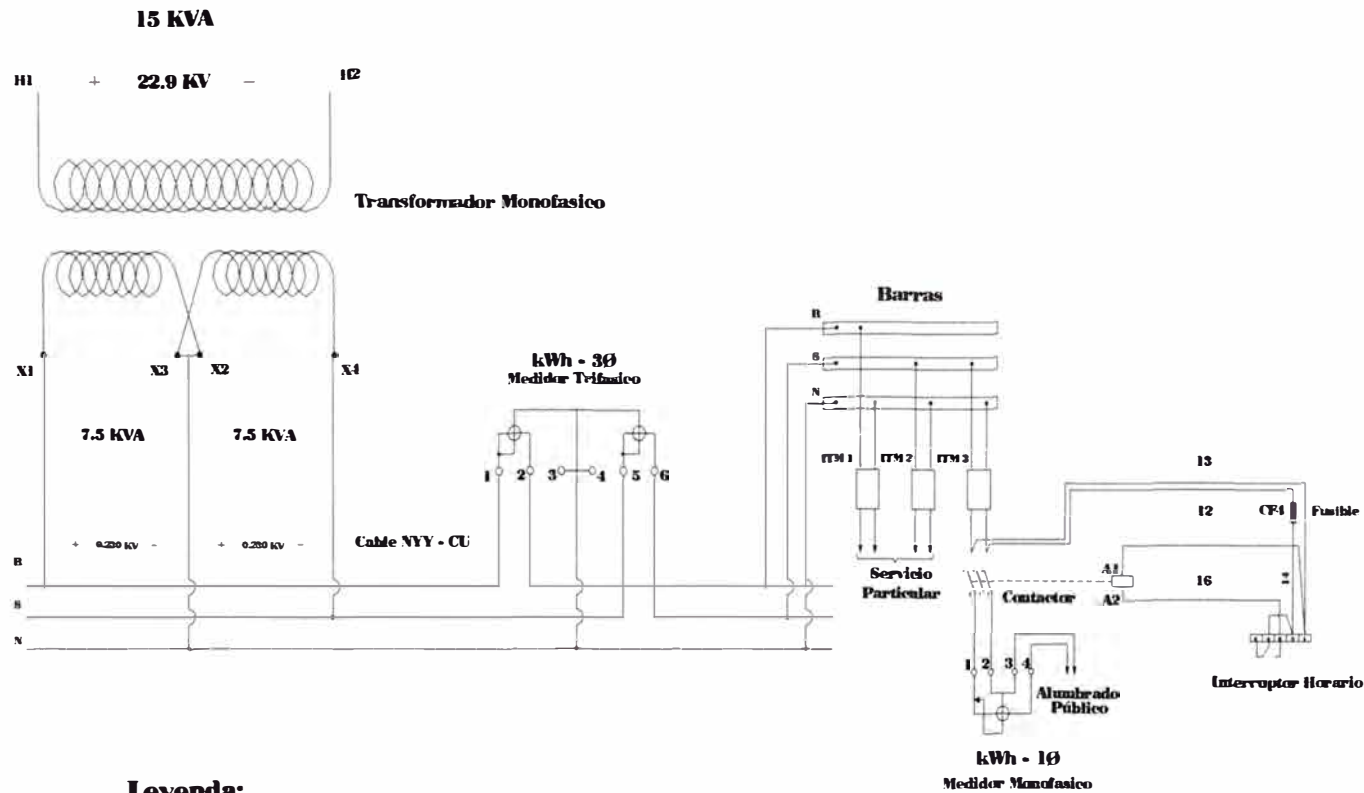 15 KVA
H1 + 22.9 KV - H2
Transformador Monofasico
X1 X3 X2 X4
7.5 KVA 7.5 KVA
+ 0.230 KV - + 0.230 KV -
Cable NYY - CU
R
S
N
kWh - 3Ø
Medidor Trifasico
1 2 3 4 5 6
Barras
R
S
N
ITM 1 ITM 2 ITM 3
Servicio
Particular
Contactor
13
12 CF4 Fusible
A1
16 14
A2
Interruptor Horario
1 2 3 4
Alumbrado
Público
kWh - 1Ø
Medidor Monofasico
Leyenda: